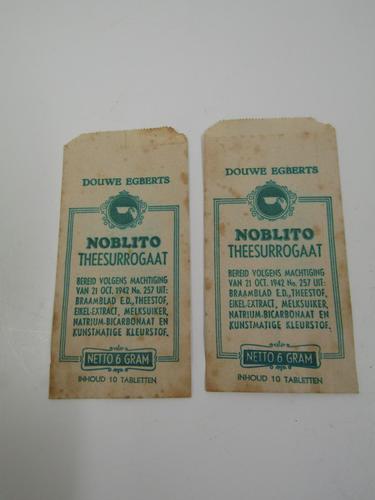 DOUWE EGBERTS
NOBLITO
THEESURROGAAT
BEREID VOLGENS MACHTIGING
VAN 21 OCT. 1942 No. 257 UIT:
BRAAMBLAD E.D., THEESTOF,
EIKEL-EXTRACT, MELKSUIKER,
NATRIUM-BICARBONAAT EN
KUNSTMATIGE KLEURSTOF.
NETTO 6 GRAM
INHOUD 10 TABLETTEN
DOUWE EGBERTS
NOBLITO
THEESURROGAAT
BEREID VOLGENS MACHTIGING
VAN 21 OCT. 1942 No. 257 UIT:
BRAAMBLAD E.D., THEESTOF,
EIKEL-EXTRACT, MELKSUIKER,
NATRIUM-BICARBONAAT EN
KUNSTMATIGE KLEURSTOF.
NETTO 6 GRAM
INHOUD 10 TABLETTEN